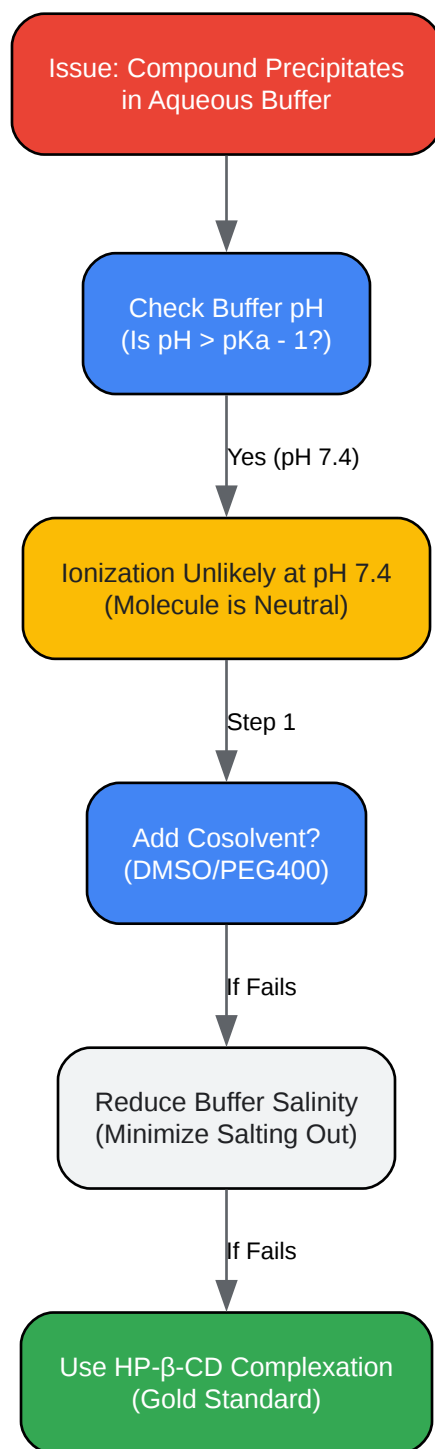 Issue: Compound Precipitates
in Aqueous Buffer
Check Buffer pH
(Is pH > pKa - 1?)
Yes (pH 7.4)
Ionization Unlikely at pH 7.4
(Molecule is Neutral)
Step 1
Add Cosolvent?
(DMSO/PEG400)
If Fails
Reduce Buffer Salinity
(Minimize Salting Out)
If Fails
Use HP-β-CD Complexation
(Gold Standard)